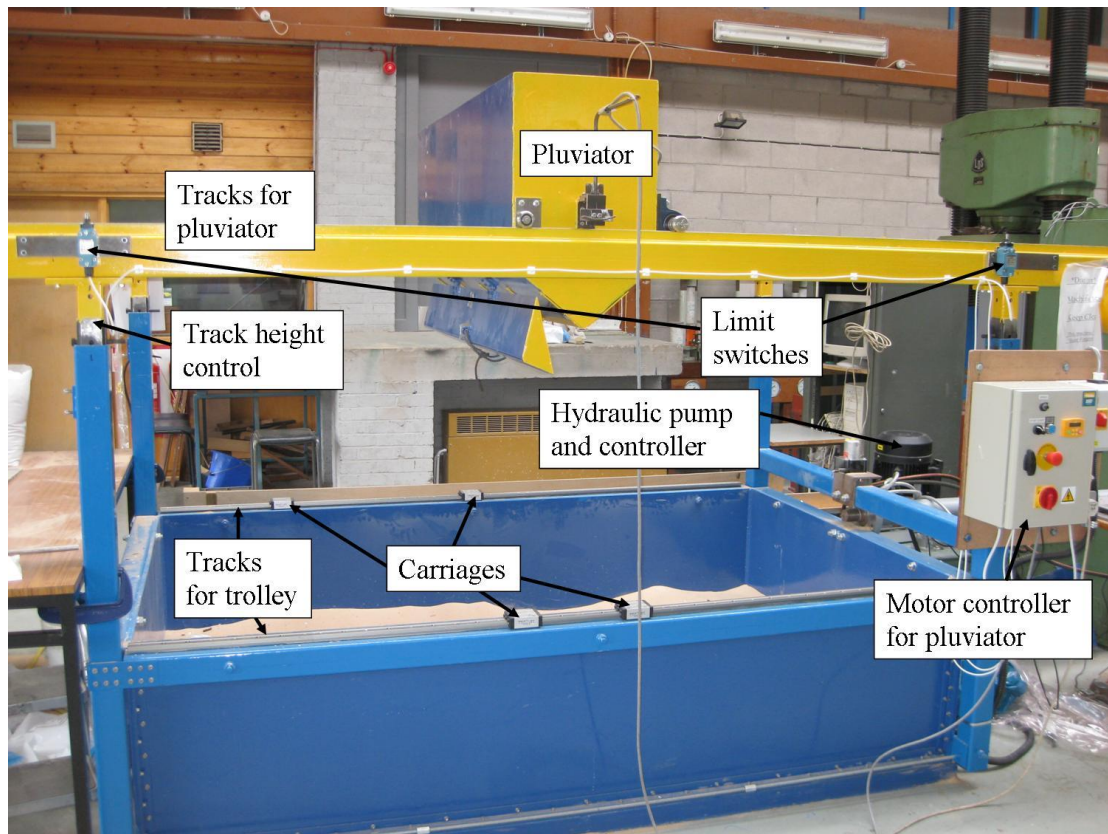 Pluviator
Tracks for
pluviator
Track height
control
Limit
switches
Hydraulic pump
and controller
Tracks
for trolley
Carriages
Motor controller
for pluviator